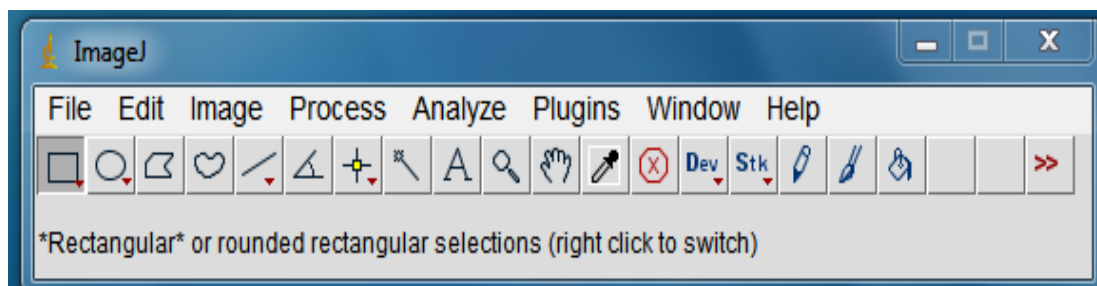 ImageJ
File Edit Image Process Analyze Plugins Window Help
A Dev Stk >>
*Rectangular* or rounded rectangular selections (right click to switch)